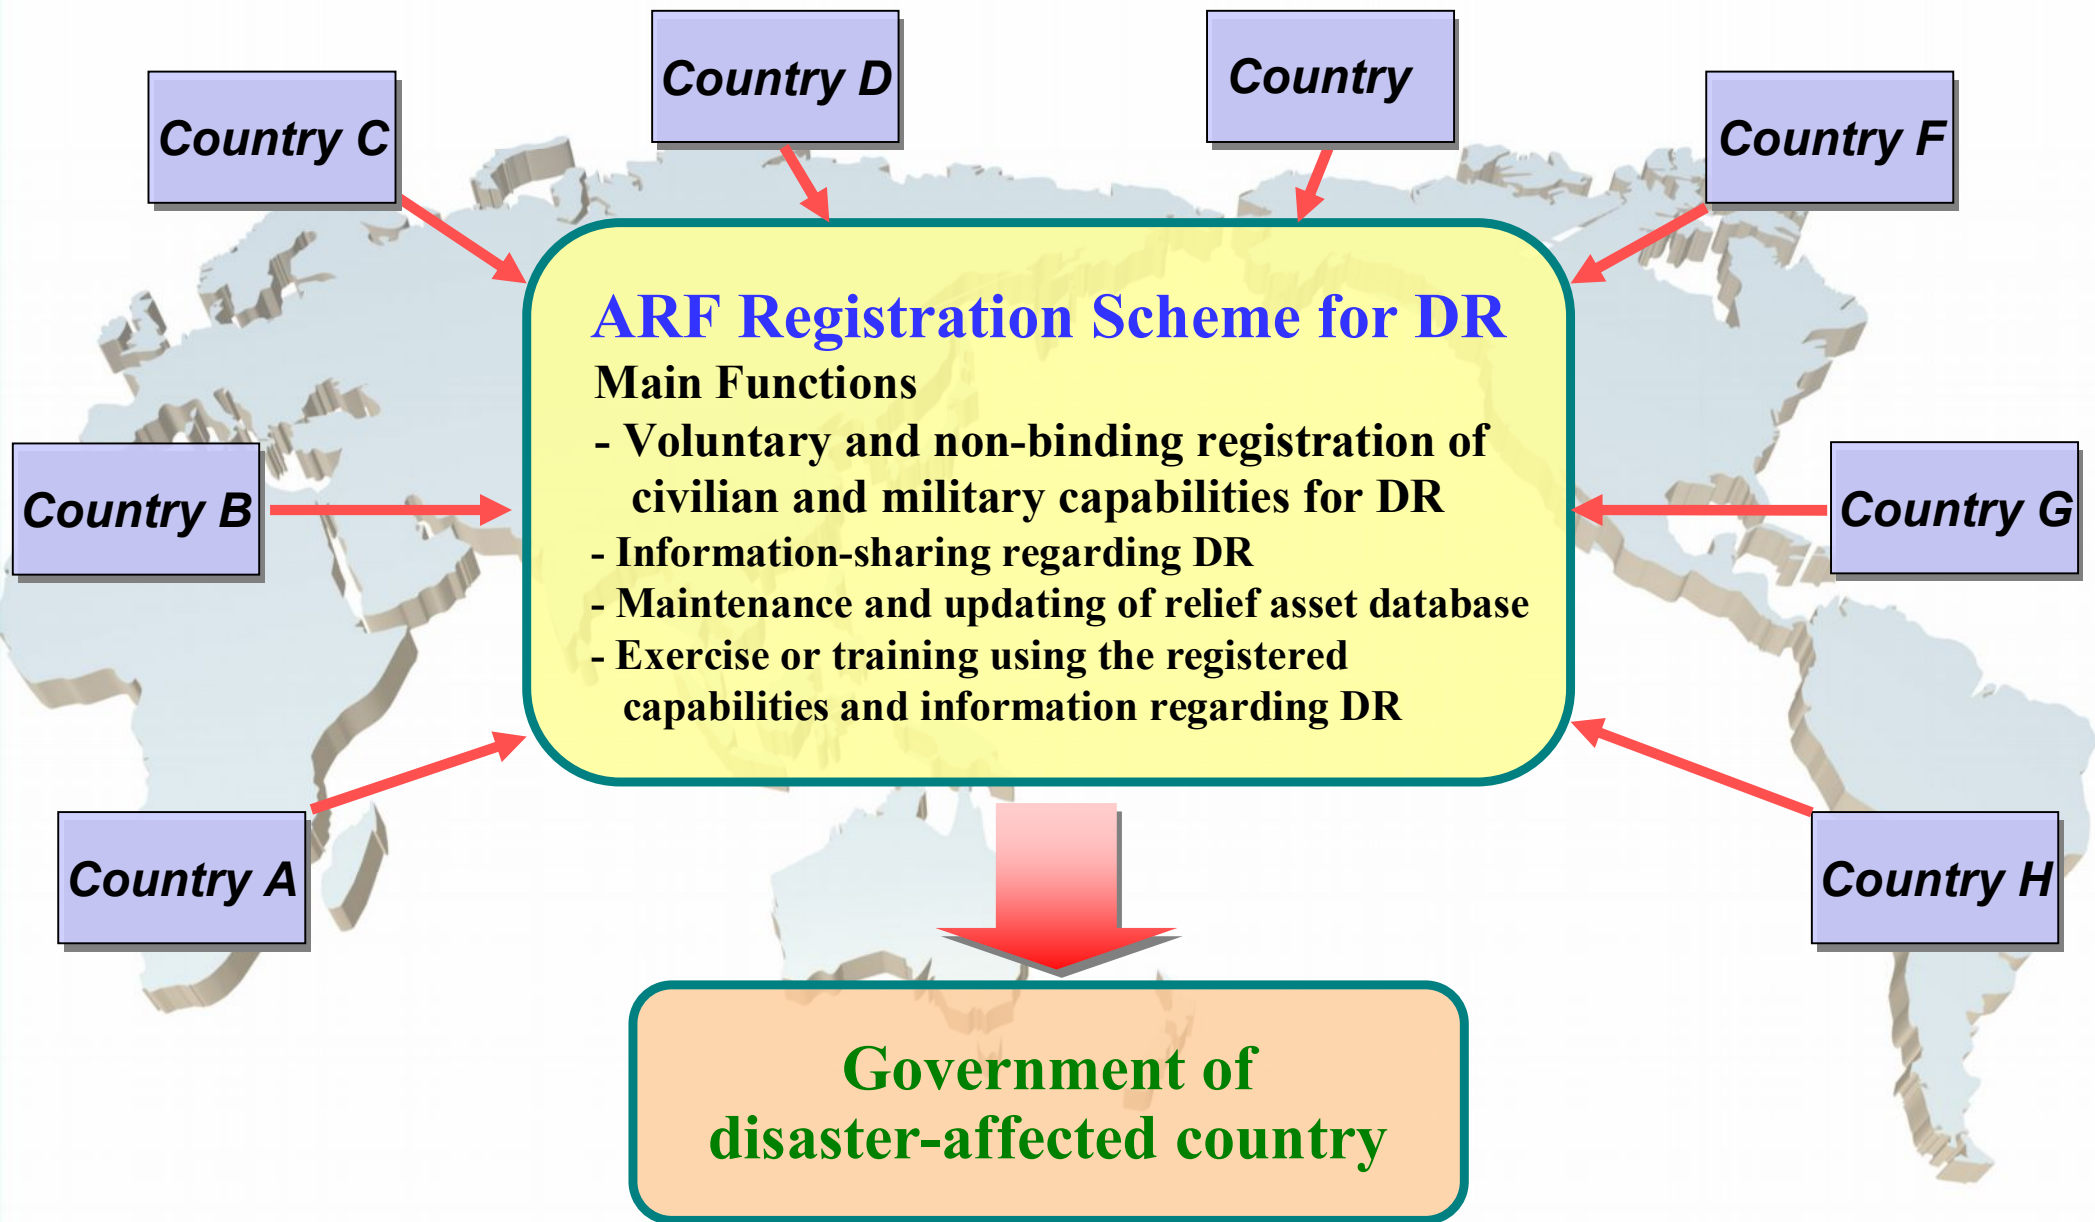 Country D
Country
Country C
Country F
ARF Registration Scheme for DR
Main Functions
- Voluntary and non-binding registration of
civilian and military capabilities for DR
- Information-sharing regarding DR
- Maintenance and updating of relief asset database
- Exercise or training using the registered
capabilities and information regarding DR
Country B
Country G
Country A
Country H
Government of
disaster-affected country